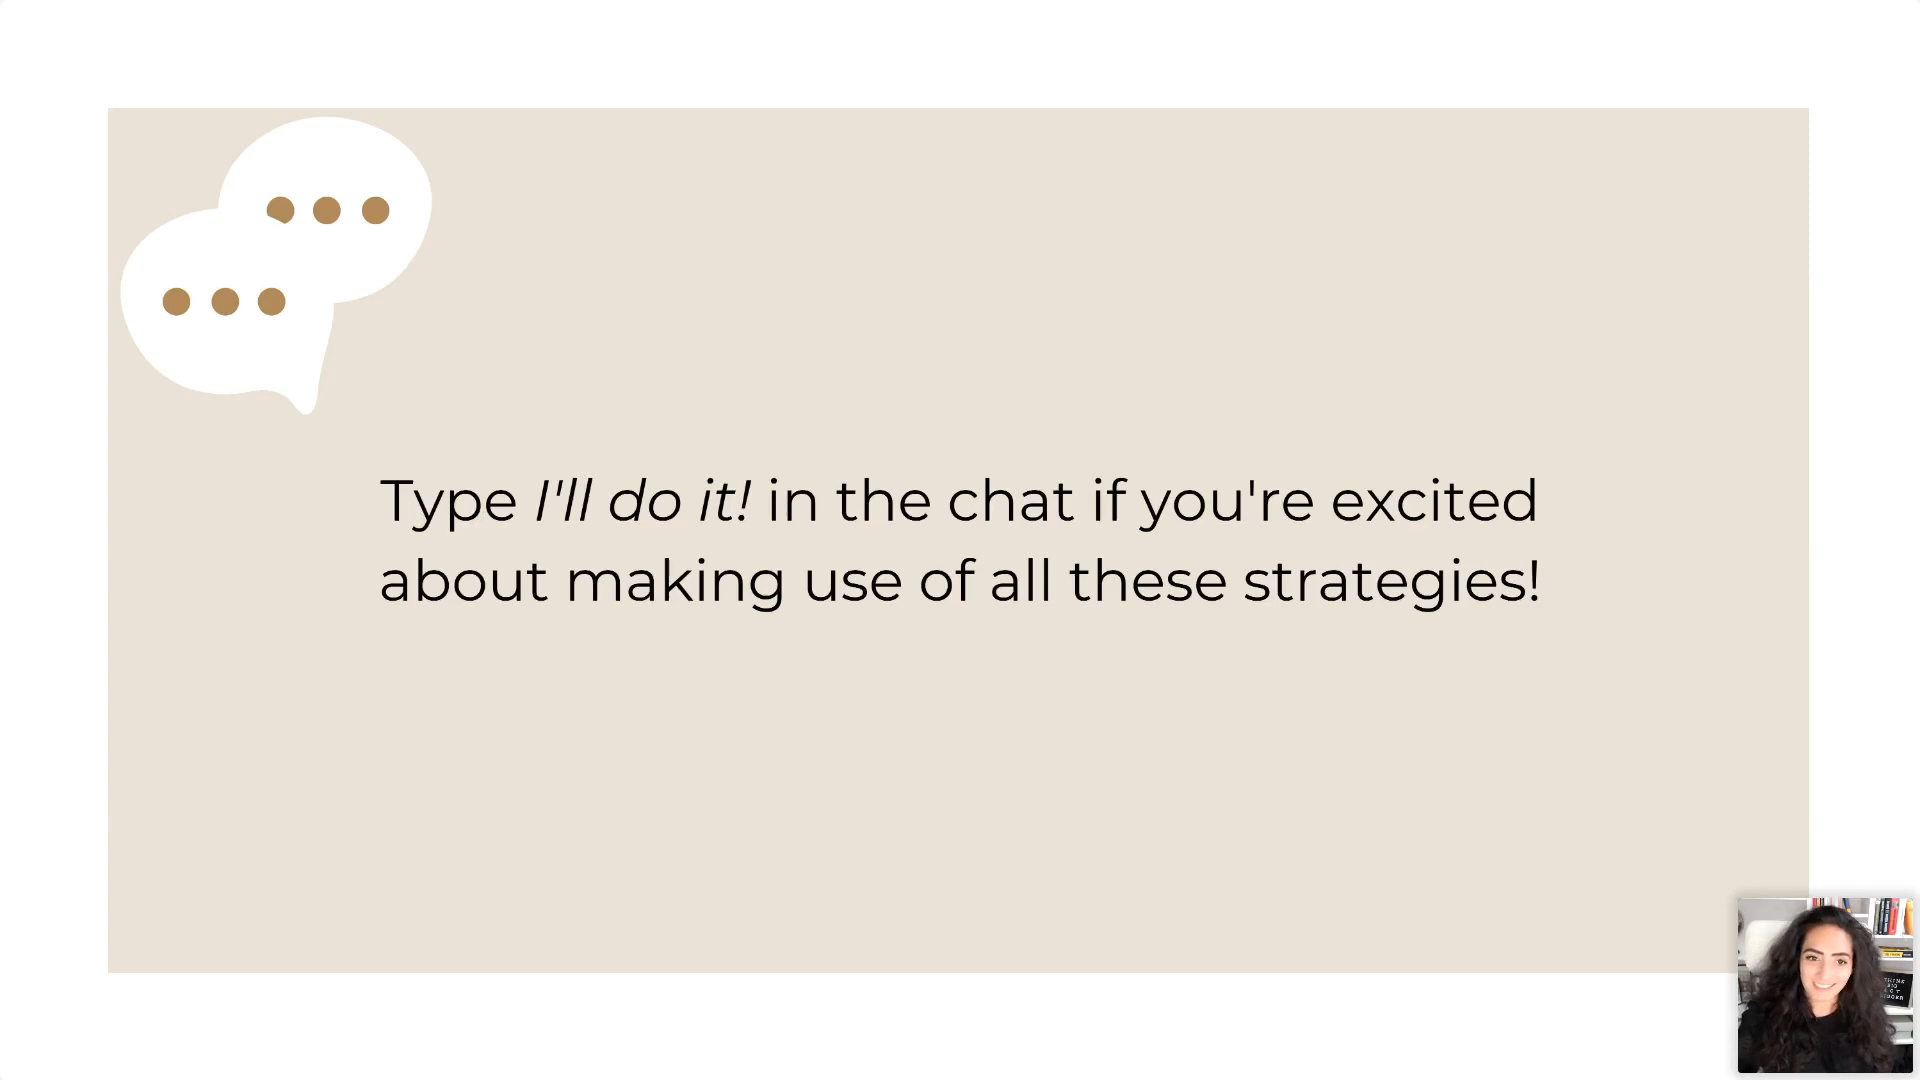 Type I'll do it! in the chat if you're excited
about making use of all these strategies!